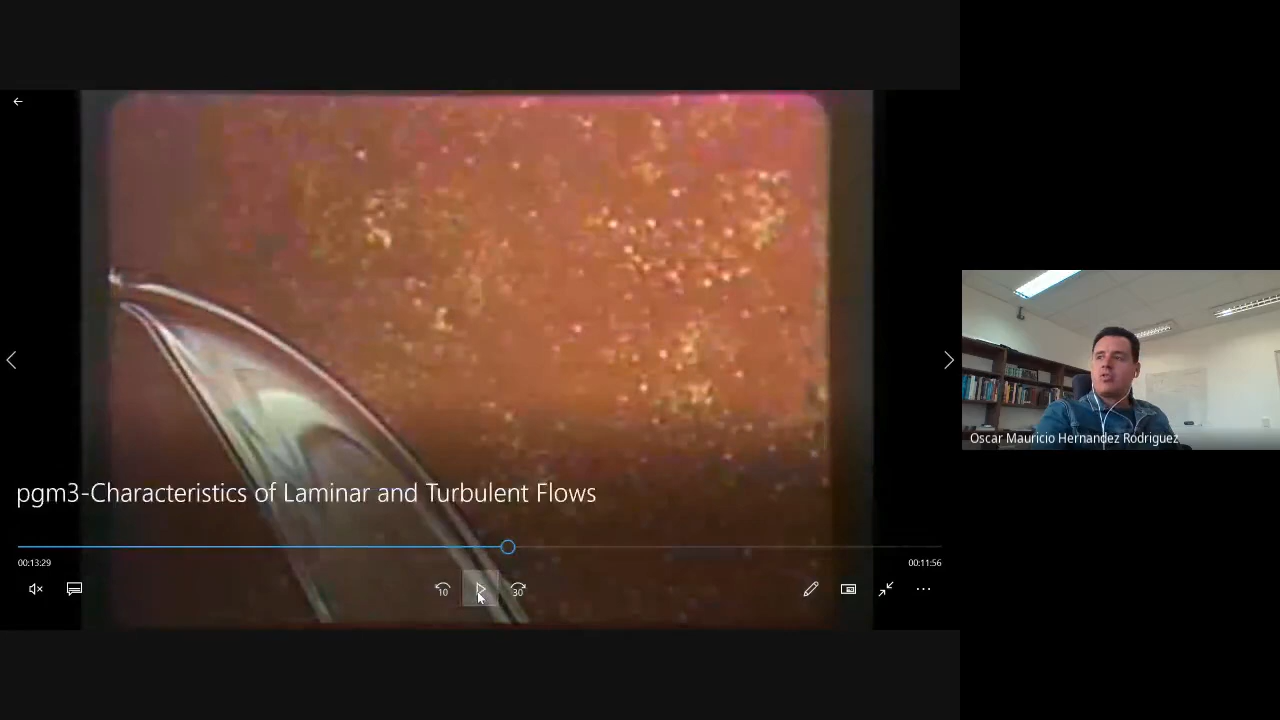 pgm3-Characteristics of Laminar and Turbulent Flows
00:13:29
00:11:56
10
30
Oscar Mauricio Hernandez Rodriguez